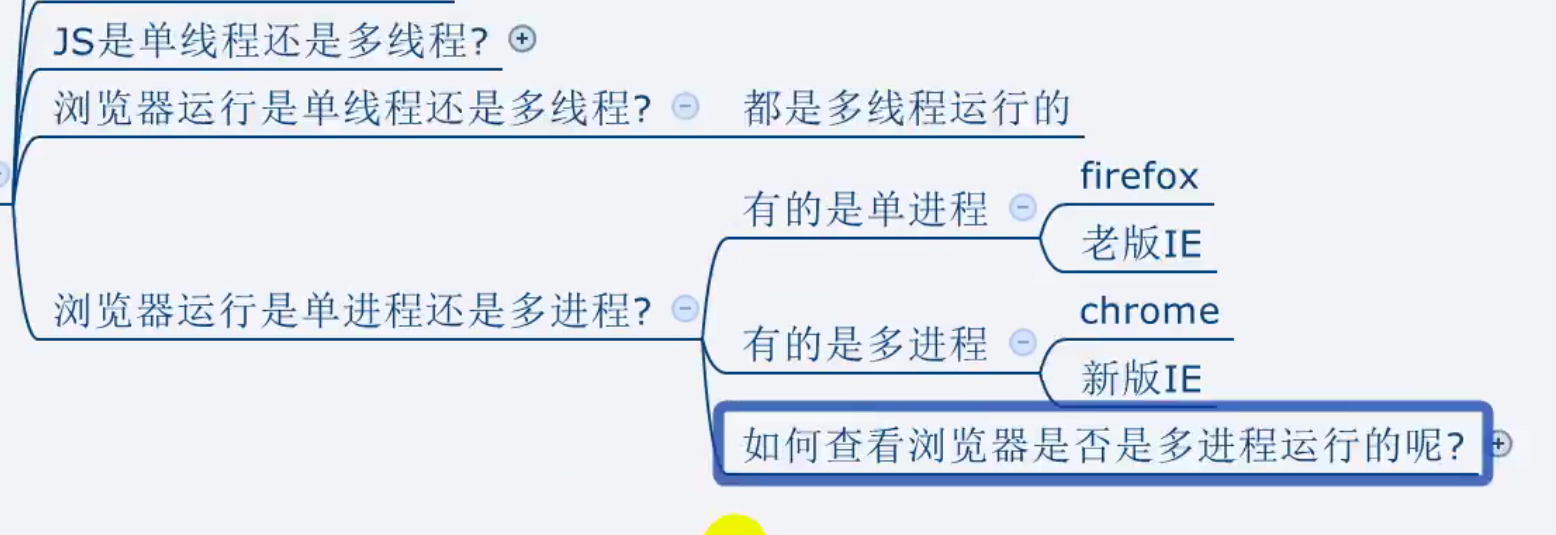 JS是单线程还是多线程?
浏览器运行是单线程还是多线程?
都是多线程运行的
浏览器运行是单进程还是多进程?
有的是单进程
firefox
老版IE
有的是多进程
chrome
新版IE
如何查看浏览器是否是多进程运行的呢?